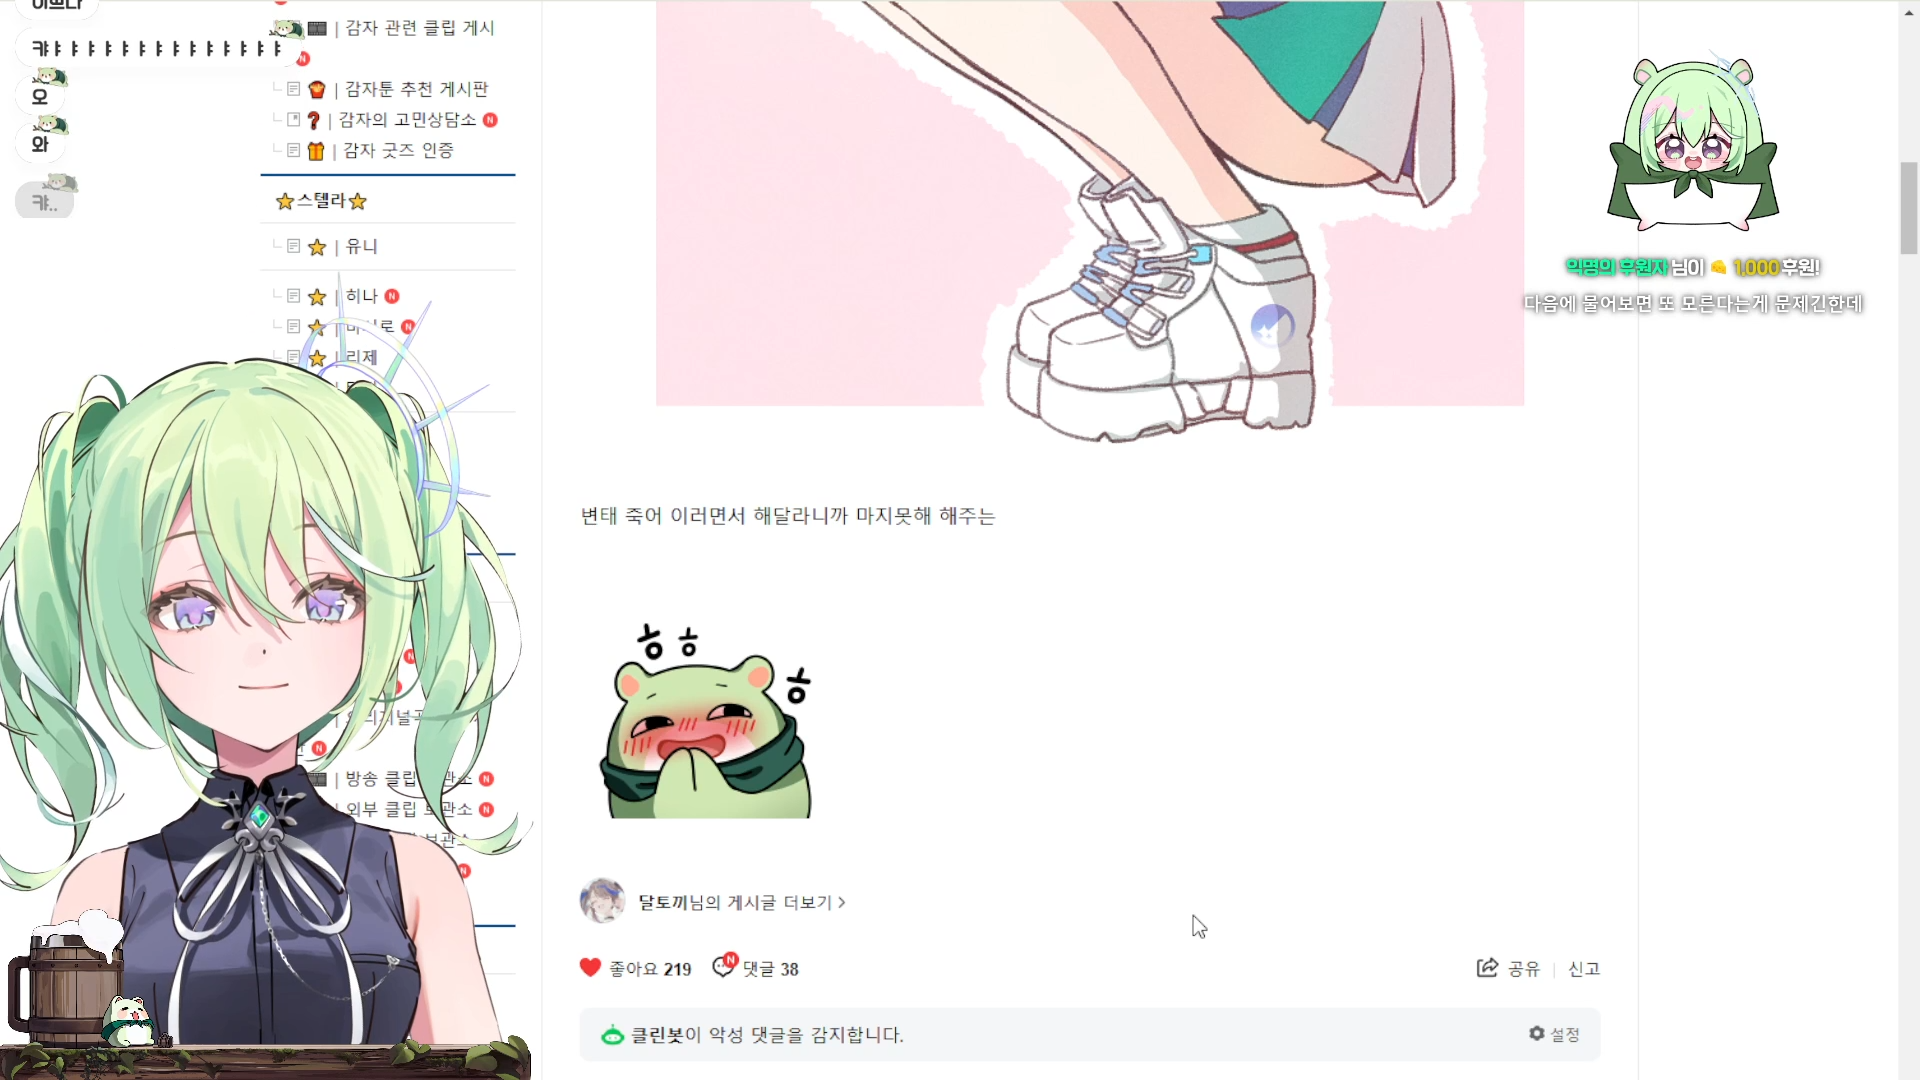 이쁘다
캬ㅑㅑㅑㅑㅑㅑㅑㅑㅑㅑㅑㅑㅑㅑ
오
와
캬..
| 감자 관련 클립 게시
N
| 감자툰 추천 게시판
| 감자의 고민상담소 N
| 감자 굿즈 인증
스텔라
| 유니
| 히나 N
N
리제
N
N
| 방송 클립 N
| 외부 클립 보관소 N
N
익명의 후원자 님이 1,000 후원!
다음에 물어보면 또 모른다는게 문제긴한데
변태 죽어 이러면서 해달라니까 마지못해 해주는
ㅎ ㅎ
ㅎ
달토끼님의 게시글 더보기 >
좋아요 219 N 댓글 38
공유 | 신고
클린봇이 악성 댓글을 감지합니다.
설정